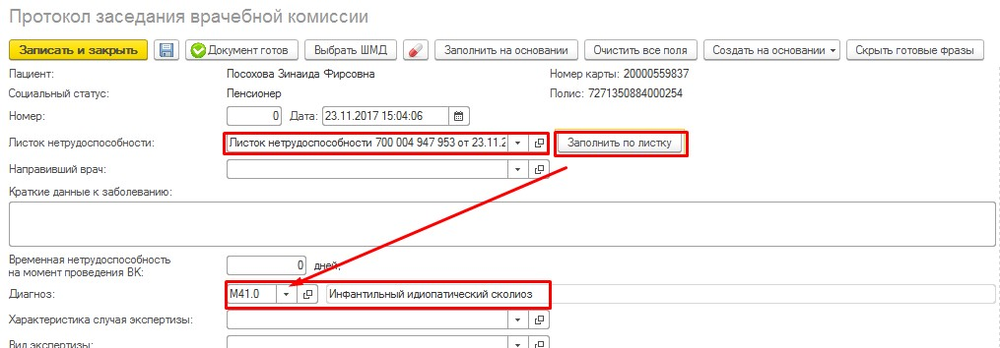 Протокол заседания врачебной комиссии
Записать и закрыть Документ готов Выбрать ШМД Заполнить на основании Очистить все поля Создать на основании Скрыть готовые фразы
Пациент: Посохова Зинаида Фирсовна Номер карты: 20000559837
Социальный статус: Пенсионер Полис: 7271350884000254
Номер: 0 Дата: 23.11.2017 15:04:06
Листок нетрудоспособности: Листок нетрудоспособности 700 004 947 953 от 23.11.2 Заполнить по листку
Направивший врач:
Краткие данные к заболеванию:
Временная нетрудоспособность
на момент проведения ВК: 0 дней,
Диагноз: M41.0 Инфантильный идиопатический сколиоз
Характеристика случая экспертизы:
Вид экспертизы: